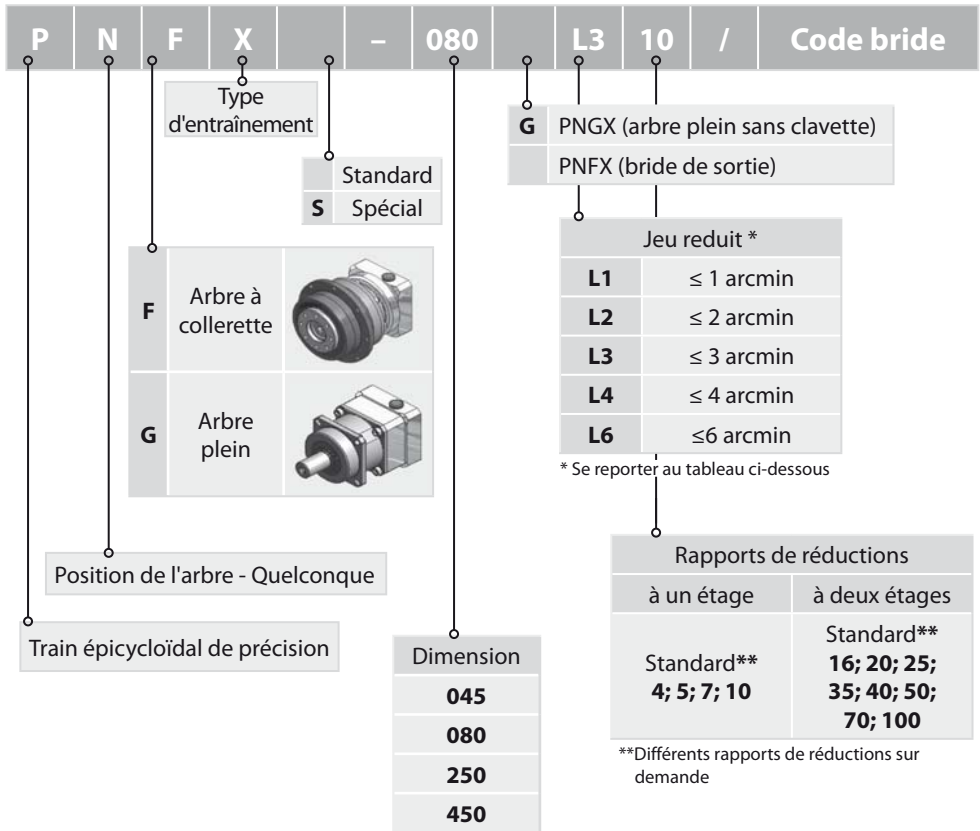 P N F X – 080 L3 10 / Code bride
Type
d'entraînement
G PNGX (arbre plein sans clavette)
PNFX (bride de sortie)
Standard
S Spécial
Jeu reduit *
L1 ≤ 1 arcmin
L2 ≤ 2 arcmin
L3 ≤ 3 arcmin
L4 ≤ 4 arcmin
L6 ≤6 arcmin
* Se reporter au tableau ci-dessous
F Arbre à
collerette
G Arbre
plein
Position de l'arbre - Quelconque
Train épicycloïdal de précision
Dimension
045
080
250
450
Rapports de réductions
à un étage à deux étages
Standard**
4; 5; 7; 10
Standard**
16; 20; 25;
35; 40; 50;
70; 100
**Différents rapports de réductions sur
demande